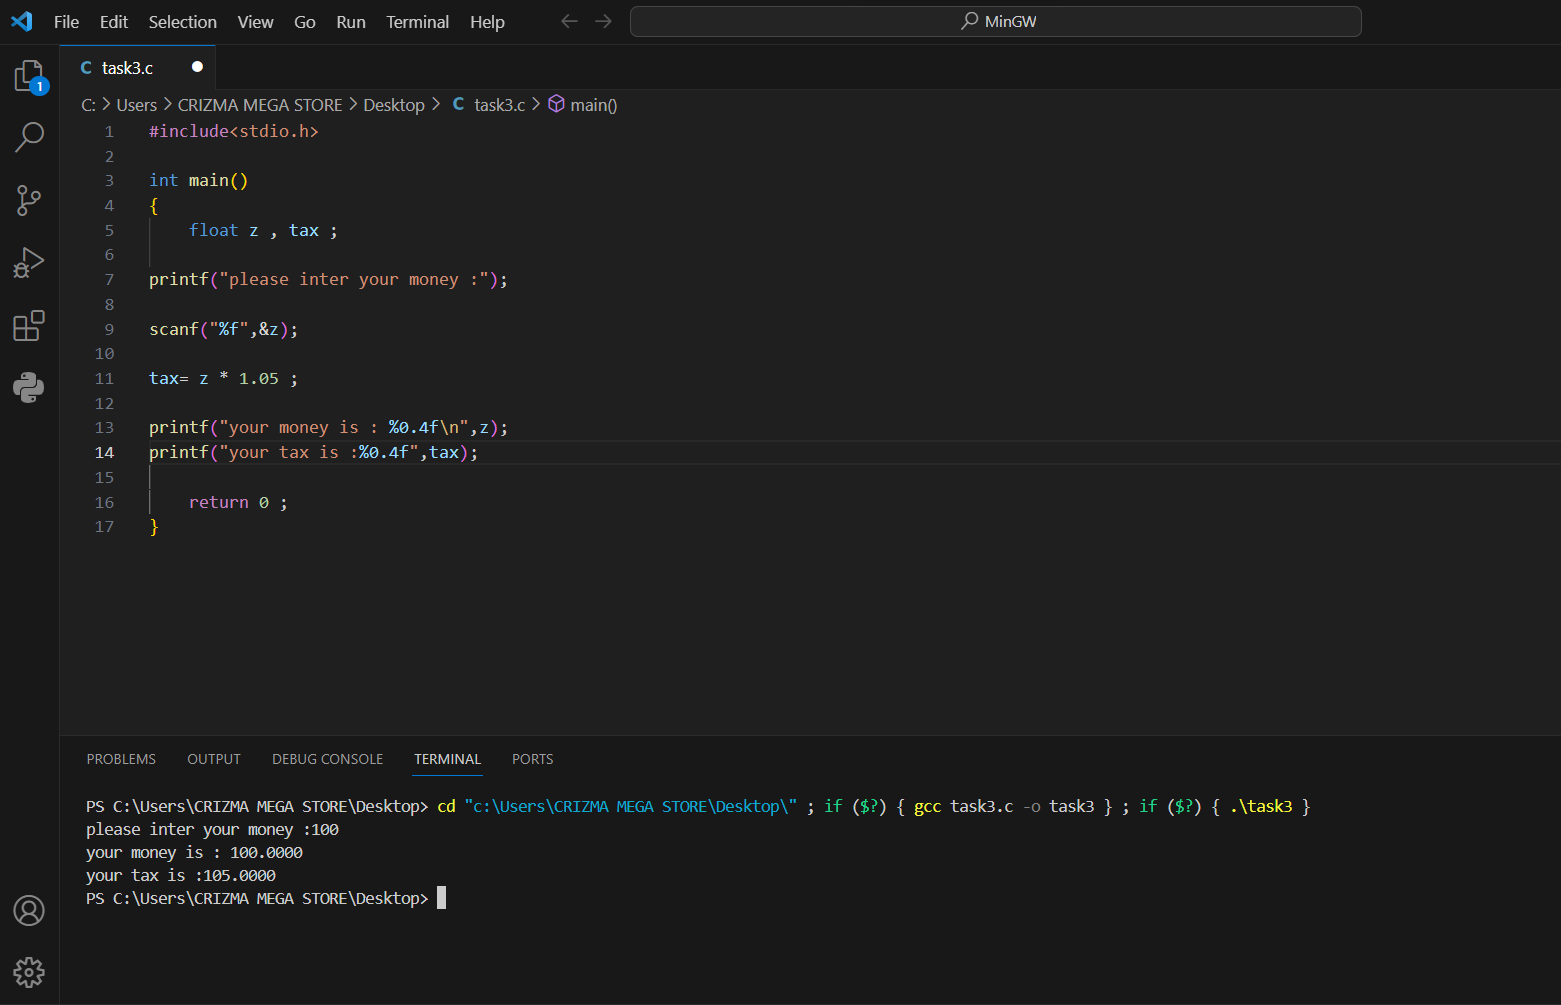 File Edit Selection View Go Run Terminal Help MinGW
1
C task3.c
C: > Users > CRIZMA MEGA STORE > Desktop > C task3.c > main()
1 #include<stdio.h>
2
3 int main()
4 {
5 float z , tax ;
6
7 printf("please inter your money :");
8
9 scanf("%f",&z);
10
11 tax= z * 1.05 ;
12
13 printf("your money is : %0.4f\n",z);
14 printf("your tax is :%0.4f",tax);
15
16 return 0 ;
17 }
PROBLEMS OUTPUT DEBUG CONSOLE TERMINAL PORTS
PS C:\Users\CRIZMA MEGA STORE\Desktop> cd "c:\Users\CRIZMA MEGA STORE\Desktop\" ; if ($?) { gcc task3.c -o task3 } ; if ($?) { .\task3 }
please inter your money :100
your money is : 100.0000
your tax is :105.0000
PS C:\Users\CRIZMA MEGA STORE\Desktop>